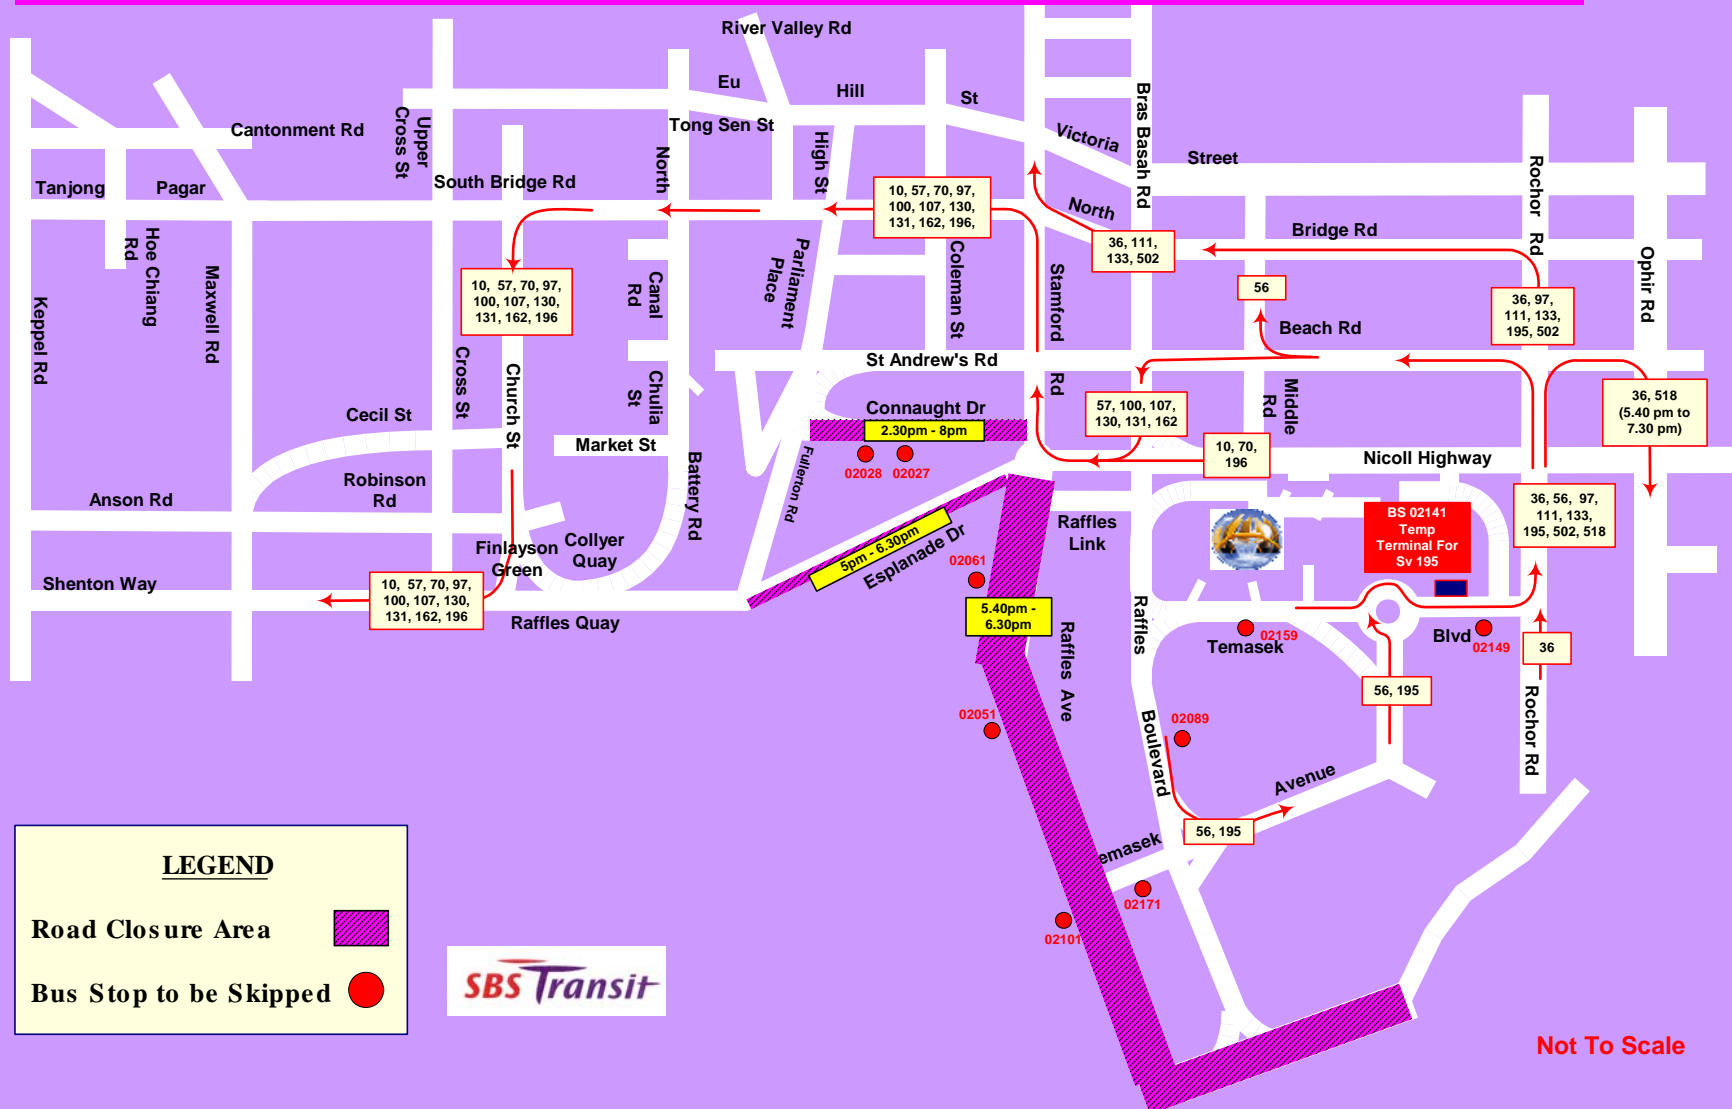 River Valley Rd
Eu
Hill
St
Tong Sen St
Cantonment Rd
Upper
Cross St
Victoria
Street
Bras Basah Rd
Tanjong
Pagar
South Bridge Rd
North
High St
10, 57, 70, 97,
100, 107, 130,
131, 162, 196,
North
Bridge Rd
Rochor Rd
Ophir Rd
Hoe Chiang
Rd
Maxwell Rd
Keppel Rd
10, 57, 70, 97,
100, 107, 130,
131, 162, 196
Canal
Rd
Parliament
Place
Coleman St
Stamford
Rd
36, 111,
133, 502
56
36, 97,
111, 133,
195, 502
Beach Rd
Cross St
Church St
Chulia
St
St Andrew's Rd
Middle
Rd
36, 518
(5.40 pm to
7.30 pm)
Cecil St
Market St
Connaught Dr
2.30pm - 8pm
02028
02027
57, 100, 107,
130, 131, 162
10, 70,
196
Nicoll Highway
Anson Rd
Robinson
Rd
Battery Rd
Fullerton Rd
Raffles
Link
BS 02141
Temp
Terminal For
Sv 195
36, 56, 97,
111, 133,
195, 502, 518
Finlayson
Green
Collyer
Quay
5pm - 6.30pm
Esplanade Dr
02061
Shenton Way
10, 57, 70, 97,
100, 107, 130,
131, 162, 196
Raffles Quay
5.40pm -
6.30pm
Raffles Ave
Raffles
Boulevard
02159
Temasek
Blvd
02149
36
56, 195
Rochor Rd
02051
02089
Avenue
56, 195
emasek
02171
02101
LEGEND
Road Closure Area
Bus Stop to be Skipped
SBS Transit
Not To Scale